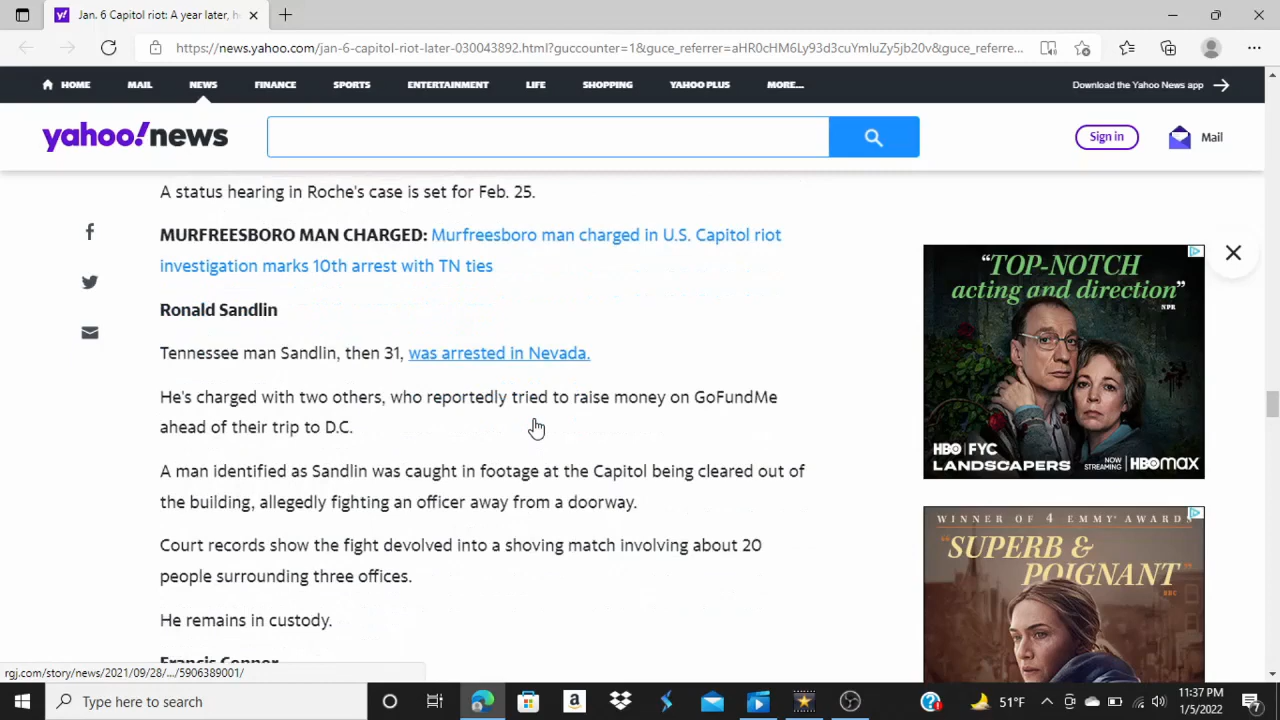 Jan. 6 Capitol riot: A year later, h
https://news.yahoo.com/jan-6-capitol-riot-later-030043892.html?guccounter=1&guce_referrer=aHR0cHM6Ly93d3cuYmluZy5jb20v&guce_referre...
HOME MAIL NEWS FINANCE SPORTS ENTERTAINMENT LIFE SHOPPING YAHOO PLUS MORE... Download the Yahoo News app
yahoo!news Sign in Mail
A status hearing in Roche's case is set for Feb. 25.
MURFREESBORO MAN CHARGED: Murfreesboro man charged in U.S. Capitol riot
investigation marks 10th arrest with TN ties
Ronald Sandlin
Tennessee man Sandlin, then 31, was arrested in Nevada.
He's charged with two others, who reportedly tried to raise money on GoFundMe
ahead of their trip to D.C.
A man identified as Sandlin was caught in footage at the Capitol being cleared out of
the building, allegedly fighting an officer away from a doorway.
Court records show the fight devolved into a shoving match involving about 20
people surrounding three offices.
He remains in custody.
Francis Connor
"TOP-NOTCH
acting and direction"
NPR
HBO FYC
LANDSCAPERS
NOW
STREAMING
HBOMAX
WINNER OF 4 EMMY AWARDS
"SUPERB &
POIGNANT"
BBC
rgj.com/story/news/2021/09/28/.../5906389001/
Type here to search
51°F
11:37 PM
1/5/2022
7